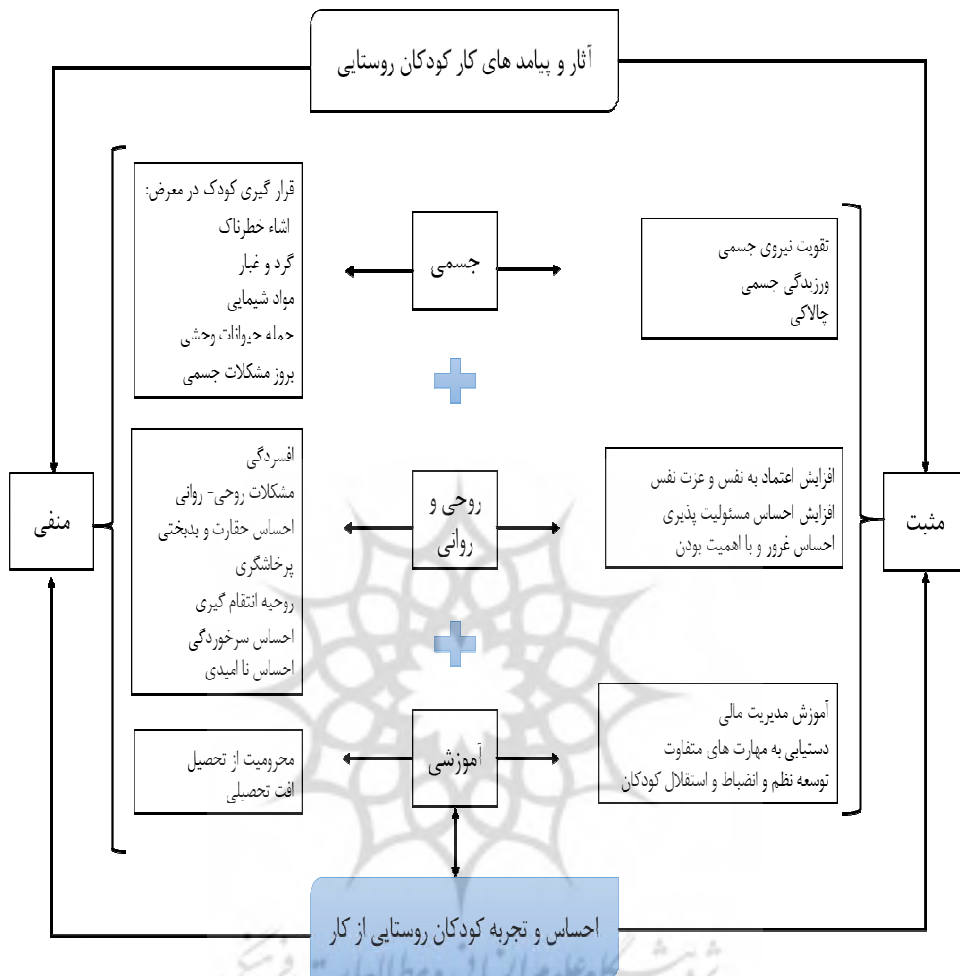 آثار و پیامد های کار کودکان روستایی
مثبت
تقویت نیروی جسمی
ورزیدگی جسمی
چالاکی
جسمی
قرار گیری کودک در معرض:
اشاء خطرناک
گرد و غبار
مواد شیمایی
حمله حیوانات وحشی
بروز مشکلات جسمی
افزایش اعتماد به نفس و عزت نفس
افزایش احساس مسئولیت پذیری
احساس غرور و با اهمیت بودن
روحی و
روانی
افسردگی
مشکلات روحی- روانی
احساس حقارت و بدبختی
پرخاشگری
روحیه انتقام گیری
احساس سرخوردگی
احساس نا امیدی
منفی
آموزش مدیریت مالی
دستیابی به مهارت های متفاوت
توسعه نظم و انضباط و استقلال کودکان
آموزشی
محرومیت از تحصیل
افت تحصیلی
احساس و تجربه کودکان روستایی از کار